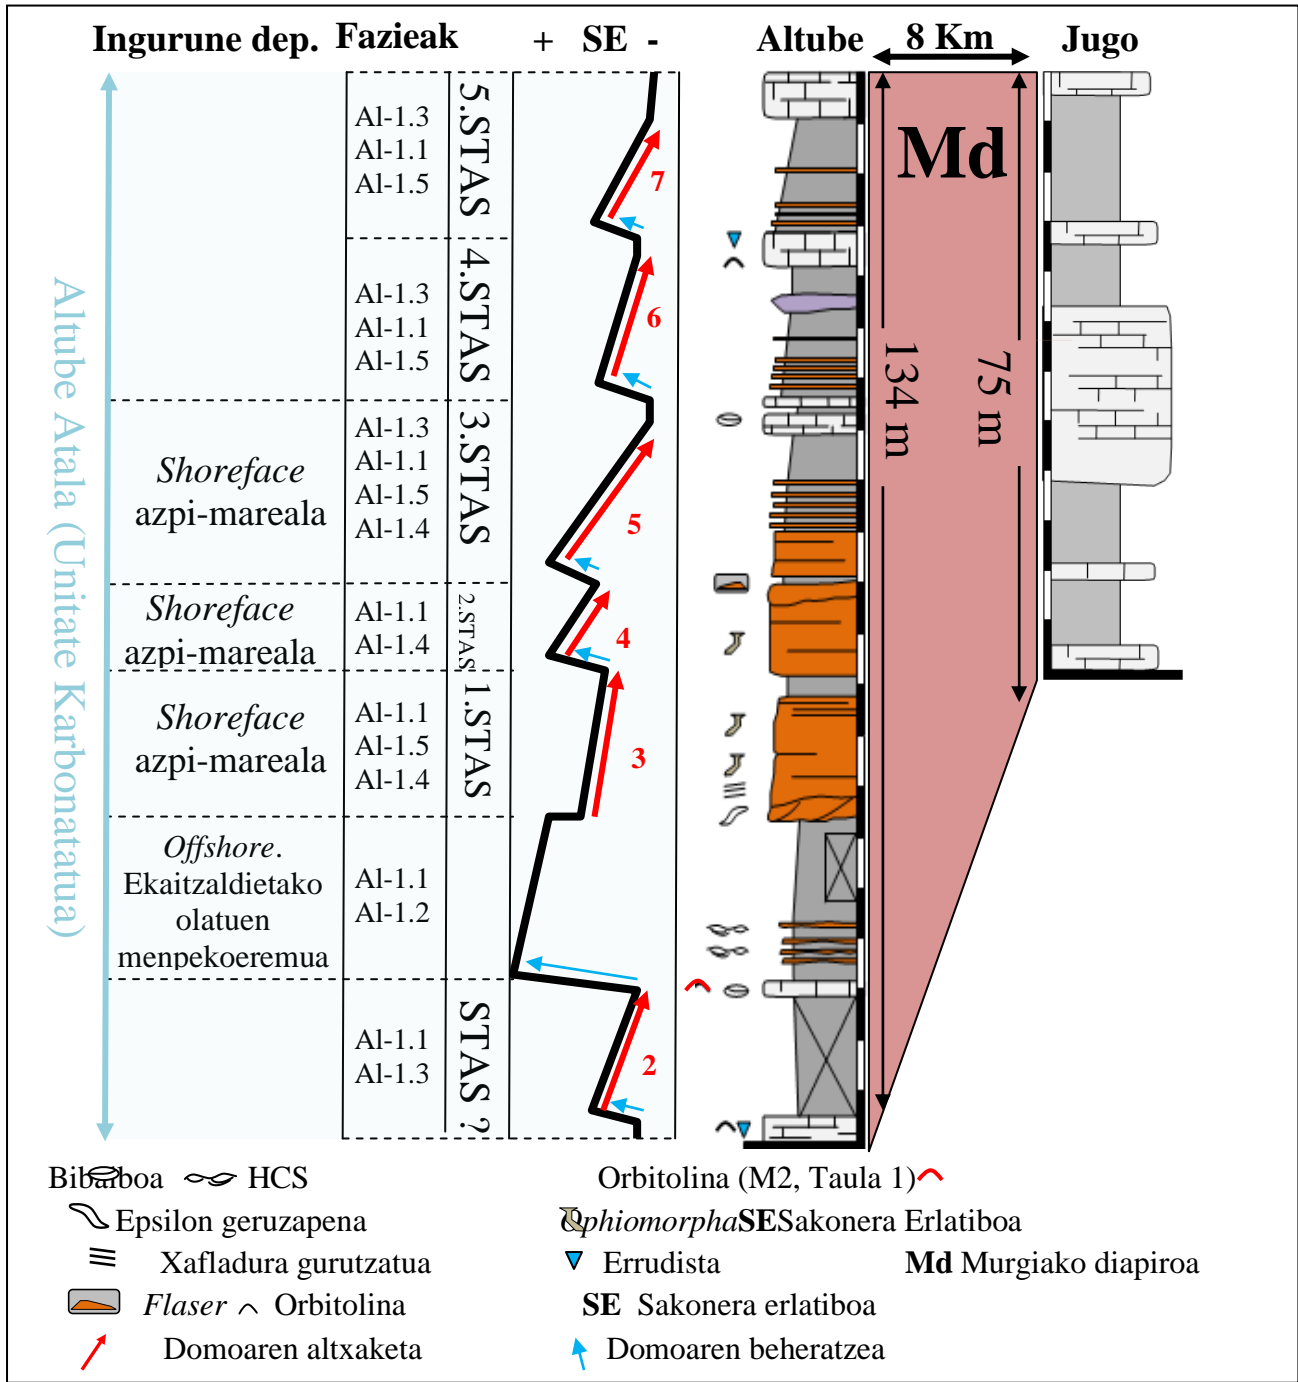 Ingurune dep. Fazieak + SE - Altube 8 Km Jugo
Altube Atala (Unitate Karbonatatua)
Al-1.3
Al-1.1
Al-1.5
5.STAS
7
Md
Al-1.3
Al-1.1
Al-1.5
4.STAS
6
134 m
75 m
Shoreface
azpi-mareala
Al-1.3
Al-1.1
Al-1.5
Al-1.4
3.STAS
5
Shoreface
azpi-mareala
Al-1.1
Al-1.4
2.STAS
4
Shoreface
azpi-mareala
Al-1.1
Al-1.5
Al-1.4
1.STAS
3
Offshore.
Ekaitzaldietako
olatuen
menpekoeremua
Al-1.1
Al-1.2
Al-1.1
Al-1.3
STAS ?
2
Bibalboa HCS Orbitolina (M2, Taula 1)
Epsilon geruzapena Ophiomorpha SE Sakonera Erlatiboa
Xafladura gurutzatua Errudista Md Murgiako diapiroa
Flaser Orbitolina SE Sakonera erlatiboa
Domoaren altxaketa Domoaren beheratzea